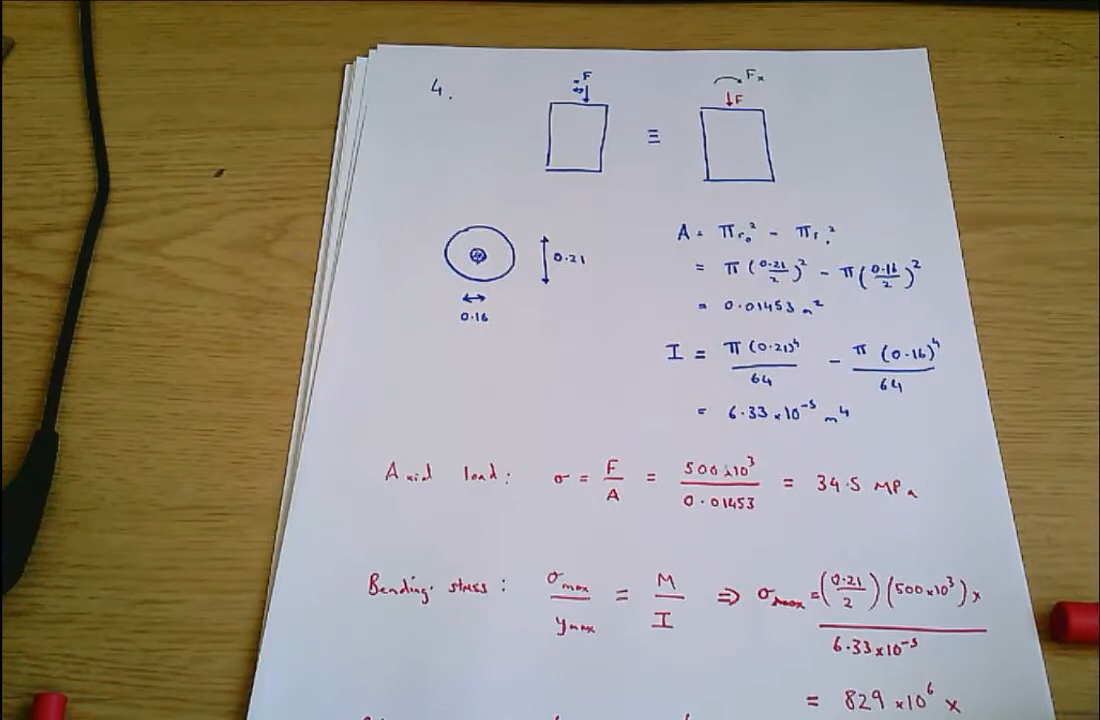 4.
F
Fx
F
≡
0.21
0.16
A = πr₀² - πrᵢ²
= π(0.21/2)² - π(0.16/2)²
= 0.01453 m²
I = π(0.21)⁴/64 - π(0.16)⁴/64
= 6.33 x10⁻⁵ m⁴
Axial load: σ = F/A = 500x10³/0.01453 = 34.5 MPa
Bending stress: σmax/ymax = M/I ⇒ σmax = (0.21/2)(500x10³)x/6.33x10⁻⁵
= 829 x10⁶ x